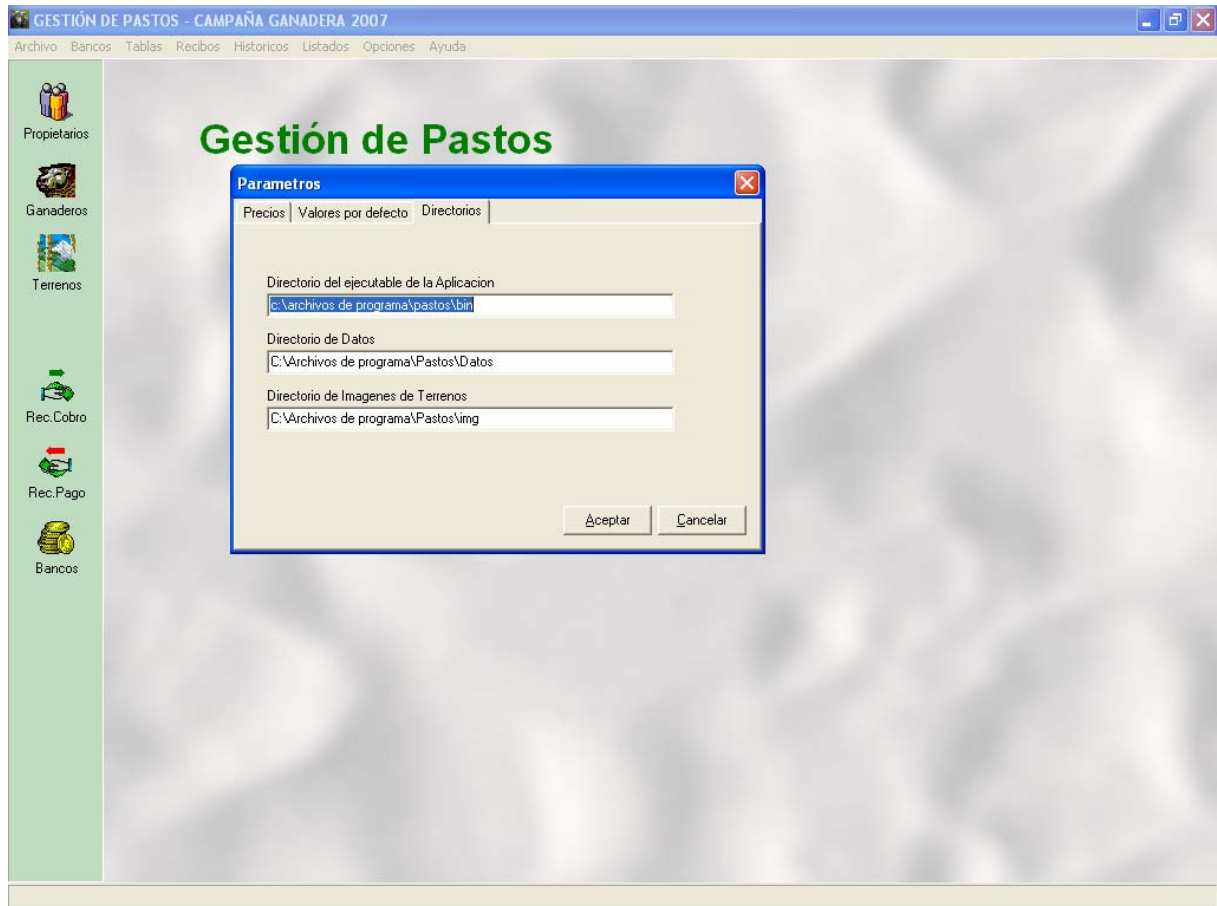 GESTIÓN DE PASTOS - CAMPAÑA GANADERA 2007
Archivo Bancos Tablas Recibos Historicos Listados Opciones Ayuda
Propietarios
Ganaderos
Terrenos
Rec.Cobro
Rec.Pago
Bancos
Gestión de Pastos
Parametros
Precios Valores por defecto Directorios
Directorio del ejecutable de la Aplicacion
c:\archivos de programa\pastos\bin
Directorio de Datos
C:\Archivos de programa\Pastos\Datos
Directorio de Imagenes de Terrenos
C:\Archivos de programa\Pastos\img
Aceptar Cancelar